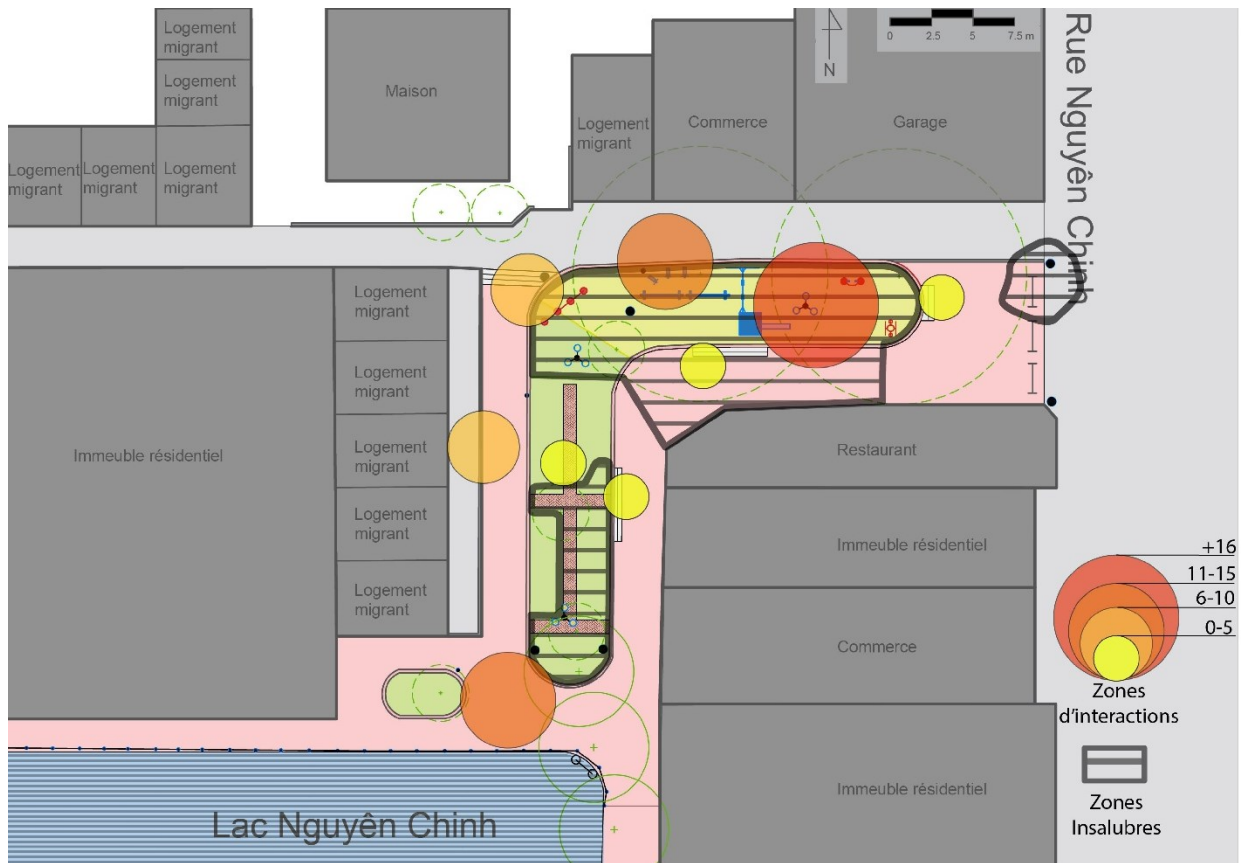 Logement
migrant
Logement
migrant
Logement
migrant
Logement
migrant
Logement
migrant
Maison
Logement
migrant
Commerce
Garage
0 2.5 5 7.5 m
N
Rue Nguyên Chinh
Immeuble résidentiel
Logement
migrant
Logement
migrant
Logement
migrant
Logement
migrant
Logement
migrant
Restaurant
Immeuble résidentiel
Commerce
Immeuble résidentiel
Lac Nguyên Chinh
+16
11-15
6-10
0-5
Zones
d'interactions
Zones
Insalubres